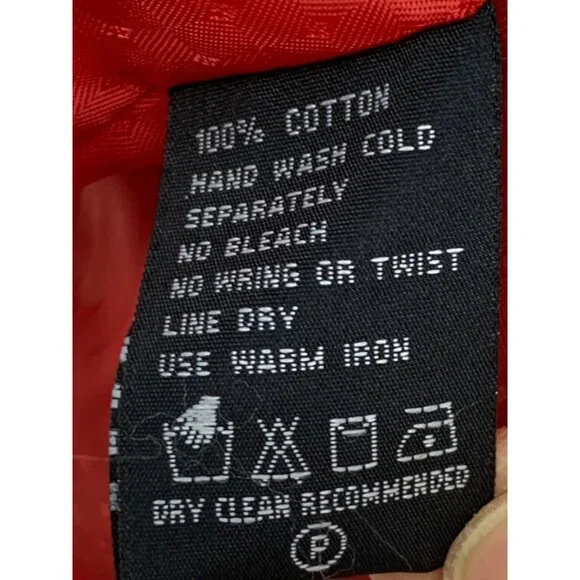 100% COTTON
HAND WASH COLD
SEPARATELY
NO BLEACH
NO WRING OR TWIST
LINE DRY
USE WARM IRON
DRY CLEAN RECOMMENDED
P